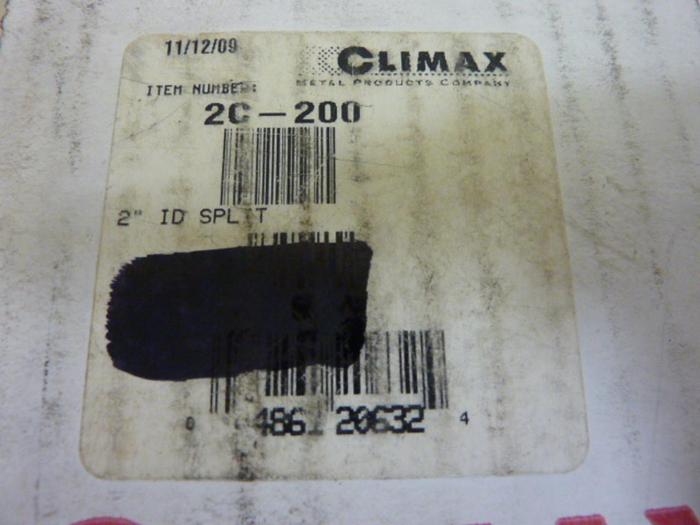 11/12/09
CLIMAX
METAL PRODUCTS COMPANY
ITEM NUMBER:
2C-200
2" ID SPLIT
0 486 20632 4